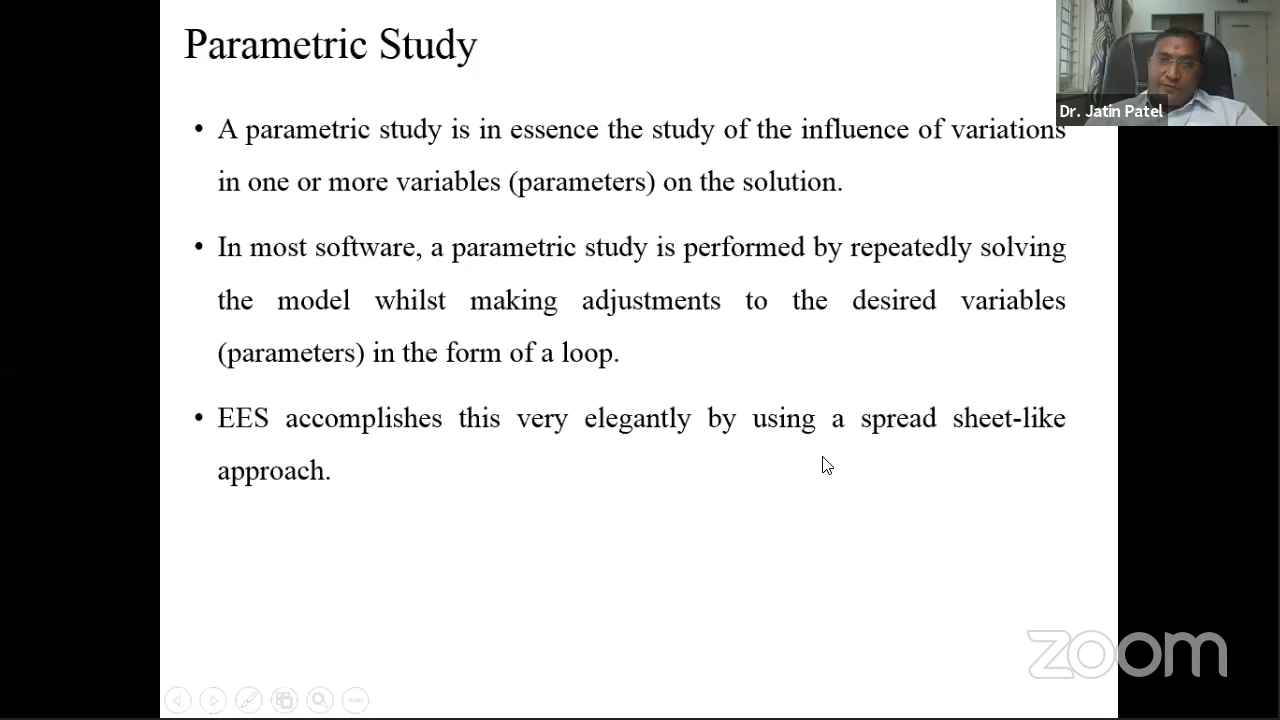 Parametric Study
Dr. Jatin Patel
• A parametric study is in essence the study of the influence of variations
in one or more variables (parameters) on the solution.
• In most software, a parametric study is performed by repeatedly solving
the model whilst making adjustments to the desired variables
(parameters) in the form of a loop.
• EES accomplishes this very elegantly by using a spread sheet-like
approach.
zoom